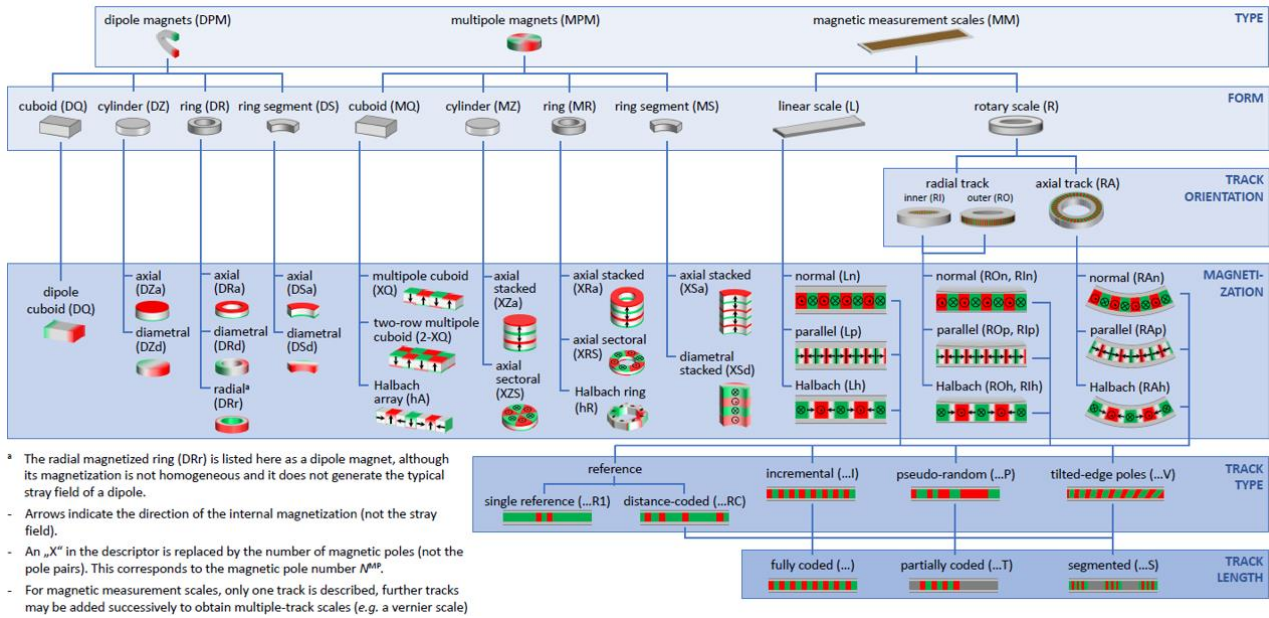 dipole magnets (DPM)
multipole magnets (MPM)
magnetic measurement scales (MM)
TYPE
cuboid (DQ)
cylinder (DZ)
ring (DR)
ring segment (DS)
cuboid (MQ)
cylinder (MZ)
ring (MR)
ring segment (MS)
linear scale (L)
rotary scale (R)
FORM
radial track
inner (RI)
outer (RO)
axial track (RA)
TRACK
ORIENTATION
dipole
cuboid (DQ)
axial
(DZa)
diametral
(DZd)
axial
(DRa)
diametral
(DRd)
radialᵃ
(DRr)
axial
(DSa)
diametral
(DSd)
multipole cuboid
(XQ)
two-row multipole
cuboid (2-XQ)
Halbach
array (hA)
axial
stacked
(XZa)
axial
sectoral
(XZS)
axial stacked
(XRa)
axial sectoral
(XRS)
Halbach ring
(hR)
axial stacked
(XSa)
diametral
stacked (XSd)
normal (Ln)
parallel (Lp)
Halbach (Lh)
normal (ROn, RIn)
parallel (ROp, RIp)
Halbach (ROh, RIh)
normal (RAn)
parallel (RAp)
Halbach (RAh)
MAGNETI-
ZATION
reference
single reference (...R1)
distance-coded (...RC)
incremental (...I)
pseudo-random (...P)
tilted-edge poles (...V)
TRACK
TYPE
fully coded (...)
partially coded (...T)
segmented (...S)
TRACK
LENGTH
ᵃ The radial magnetized ring (DRr) is listed here as a dipole magnet, although
its magnetization is not homogeneous and it does not generate the typical
stray field of a dipole.
- Arrows indicate the direction of the internal magnetization (not the stray
field).
- An „X“ in the descriptor is replaced by the number of magnetic poles (not the
pole pairs). This corresponds to the magnetic pole number Nᴹᴾ.
- For magnetic measurement scales, only one track is described, further tracks
may be added successively to obtain multiple-track scales (e.g. a vernier scale)